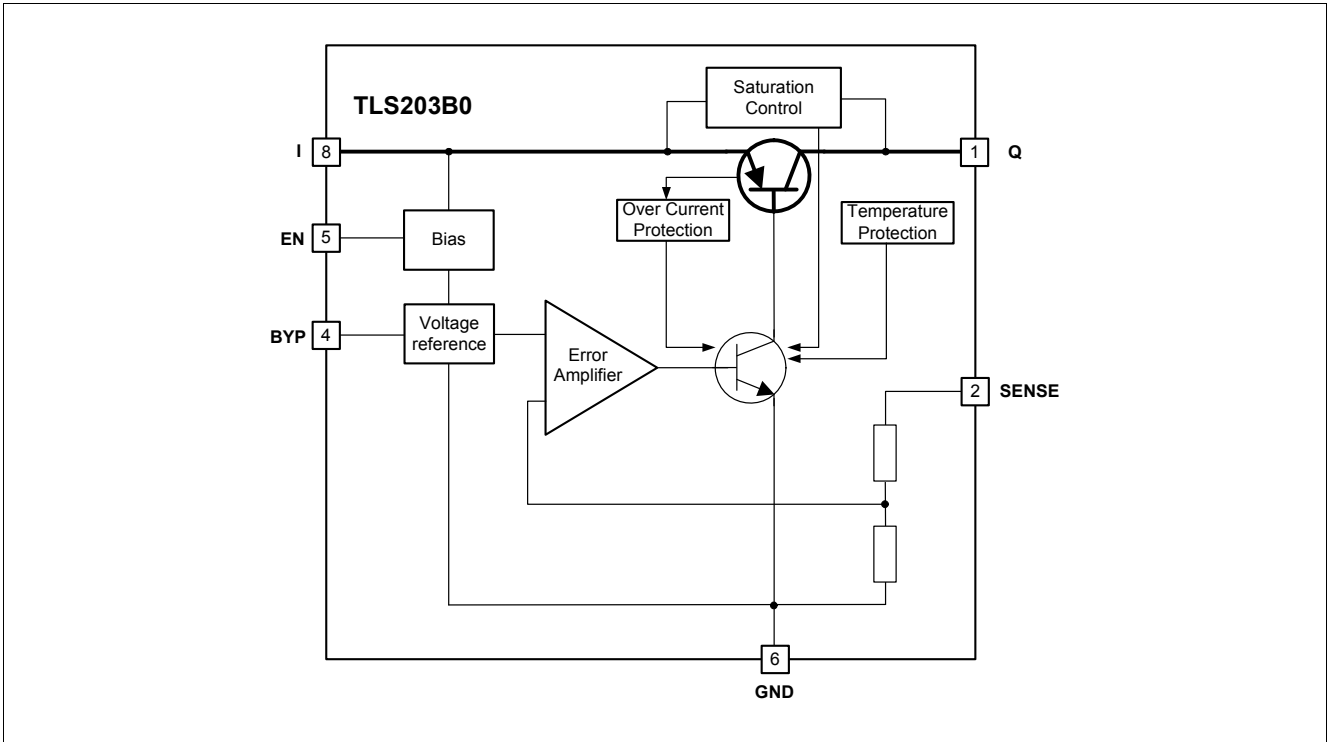 TLS203B0
Saturation
Control
I
8
1
Q
Over Current
Protection
Temperature
Protection
EN
5
Bias
BYP
4
Voltage
reference
Error
Amplifier
2
SENSE
6
GND